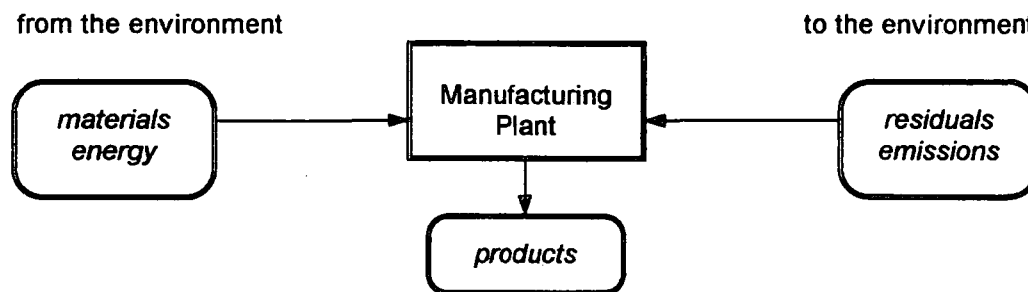 from the environment
to the environment
materials
energy
Manufacturing
Plant
residuals
emissions
products